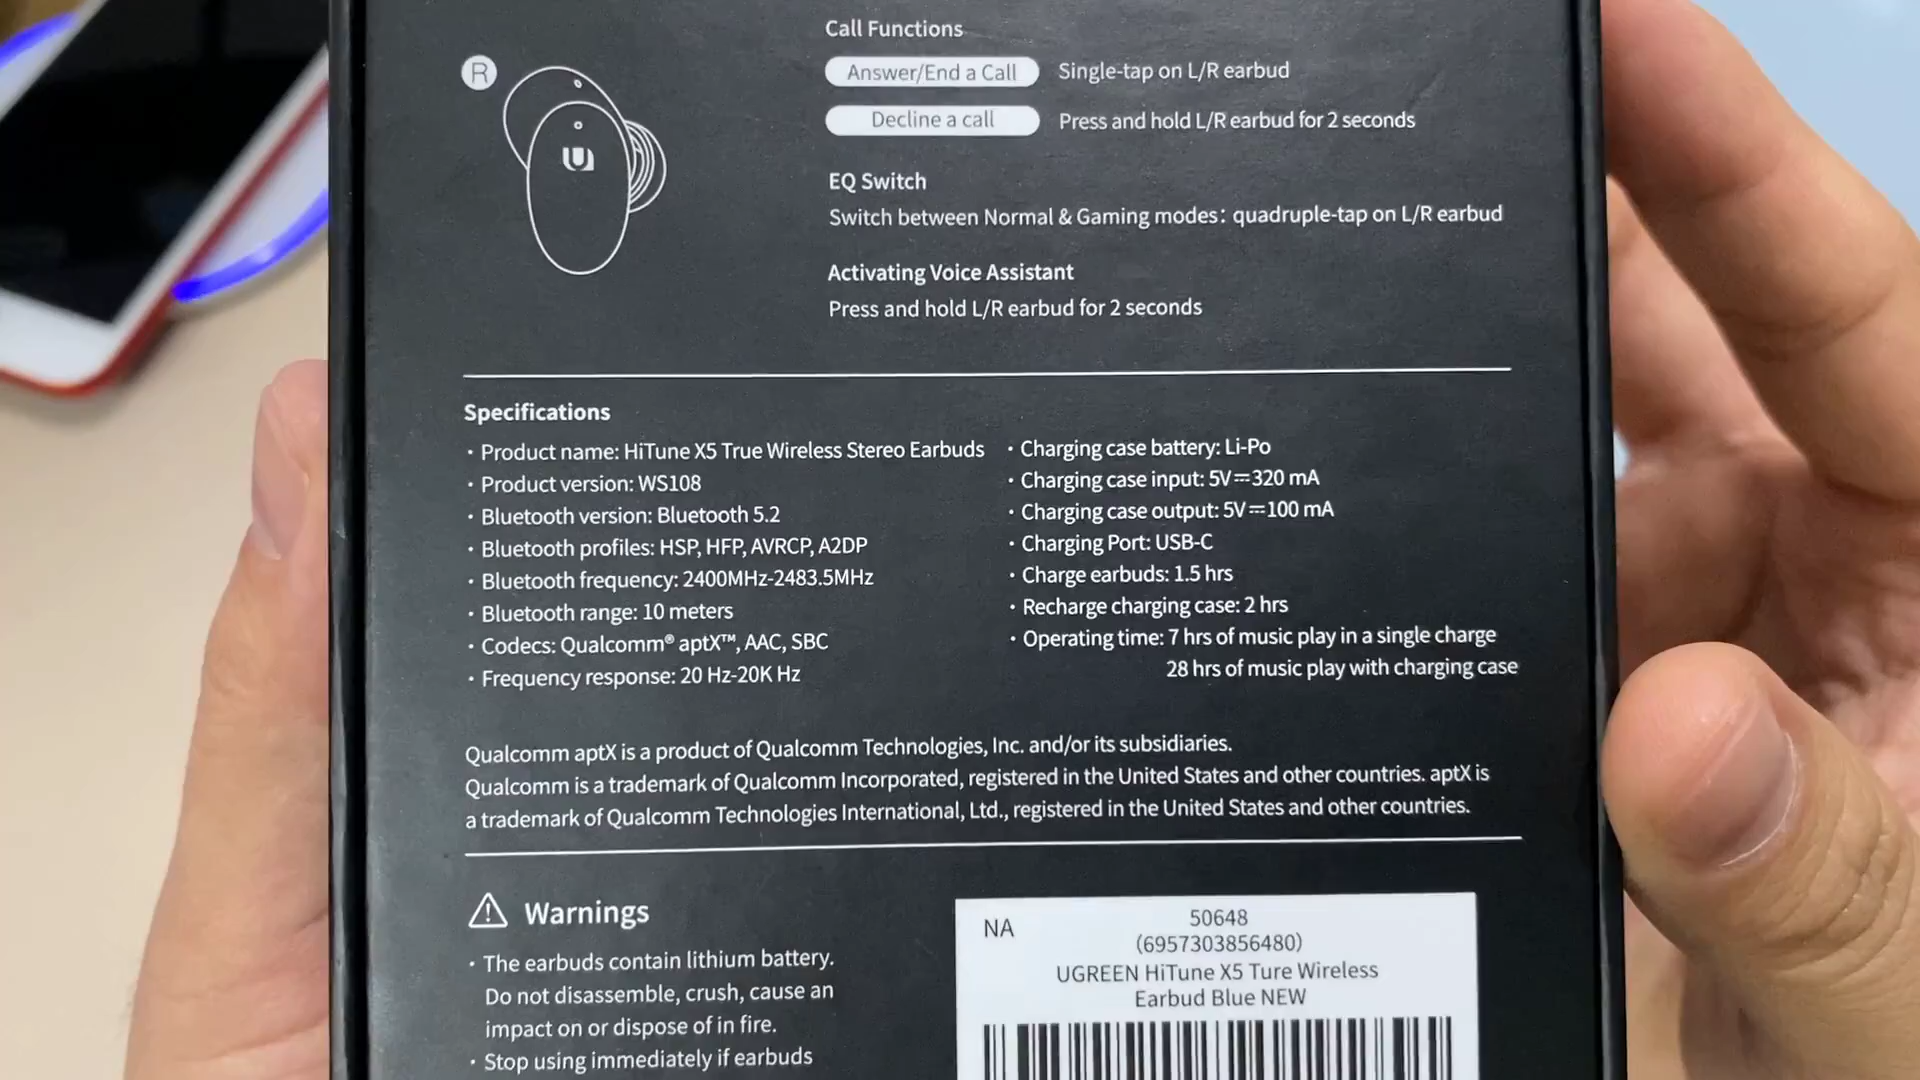 Call Functions
R
Answer/End a Call Single-tap on L/R earbud
Decline a call Press and hold L/R earbud for 2 seconds
EQ Switch
Switch between Normal & Gaming modes: quadruple-tap on L/R earbud
Activating Voice Assistant
Press and hold L/R earbud for 2 seconds
Specifications
· Product name: HiTune X5 True Wireless Stereo Earbuds
· Product version: WS108
· Bluetooth version: Bluetooth 5.2
· Bluetooth profiles: HSP, HFP, AVRCP, A2DP
· Bluetooth frequency: 2400MHz-2483.5MHz
· Bluetooth range: 10 meters
· Codecs: Qualcomm® aptX™, AAC, SBC
· Frequency response: 20 Hz-20K Hz
· Charging case battery: Li-Po
· Charging case input: 5V⎓320 mA
· Charging case output: 5V⎓100 mA
· Charging Port: USB-C
· Charge earbuds: 1.5 hrs
· Recharge charging case: 2 hrs
· Operating time: 7 hrs of music play in a single charge
28 hrs of music play with charging case
Qualcomm aptX is a product of Qualcomm Technologies, Inc. and/or its subsidiaries.
Qualcomm is a trademark of Qualcomm Incorporated, registered in the United States and other countries. aptX is
a trademark of Qualcomm Technologies International, Ltd., registered in the United States and other countries.
Warnings
· The earbuds contain lithium battery.
Do not disassemble, crush, cause an
impact on or dispose of in fire.
· Stop using immediately if earbuds
NA
50648
(6957303856480)
UGREEN HiTune X5 Ture Wireless
Earbud Blue NEW